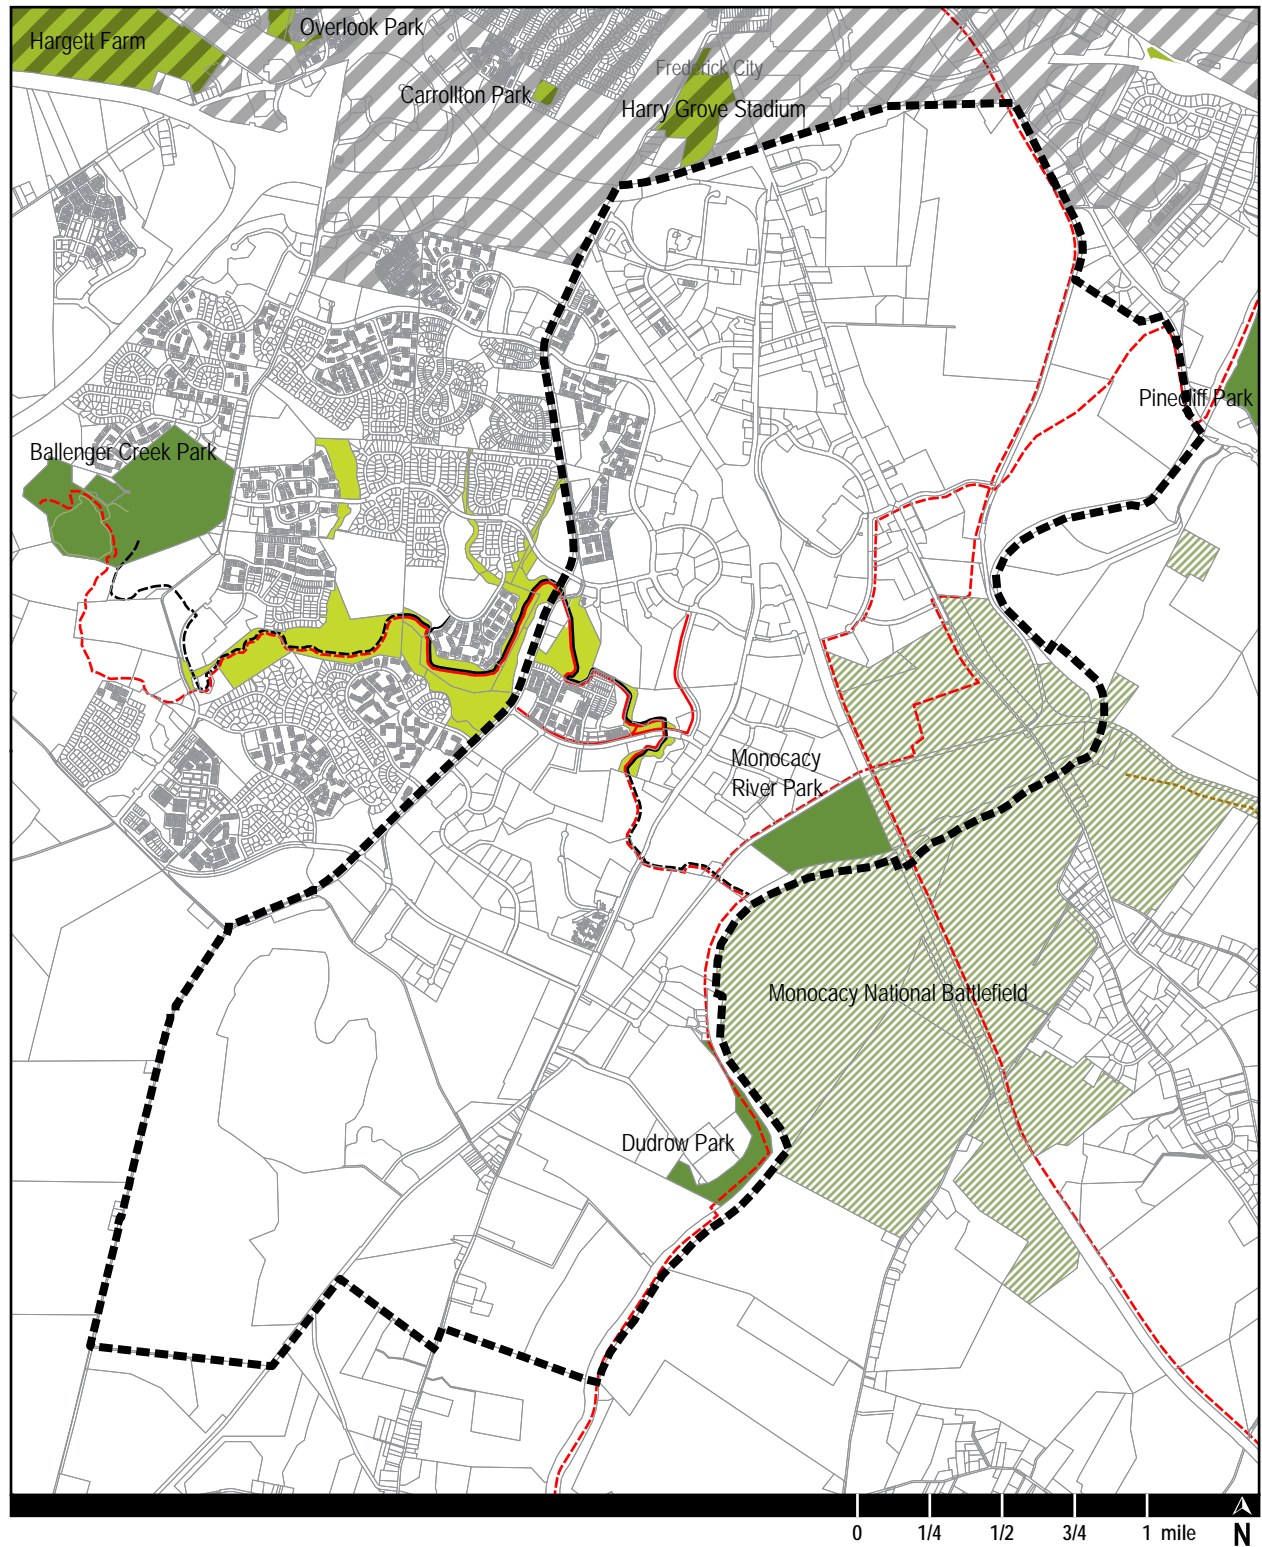 Overlook Park
Hargett Farm
Frederick City
Carrollton Park
Harry Grove Stadium
Pinecliff Park
Ballenger Creek Park
Monocacy
River Park
Monocacy National Battlefield
Dudrow Park
0 1/4 1/2 3/4 1 mile N